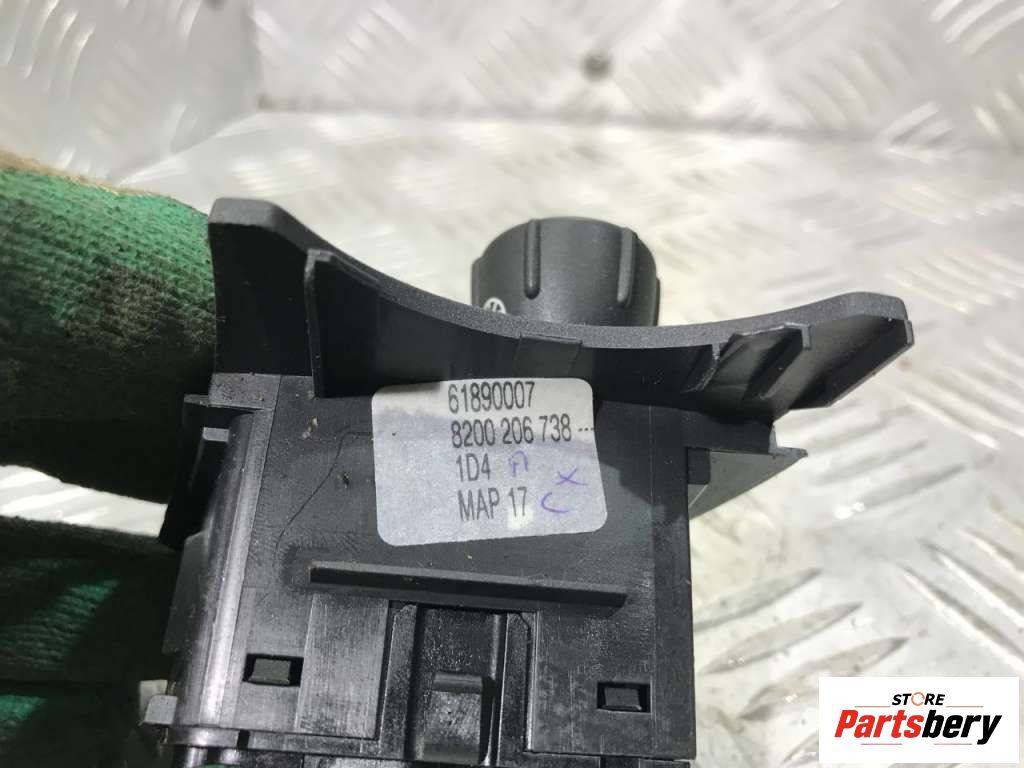 61890007
8200 206 738 ---
1D4 A X
MAP 17 C
STORE
Partsbery